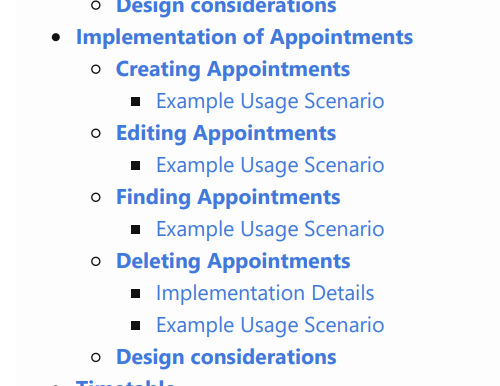 Design considerations
Implementation of Appointments
Creating Appointments
Example Usage Scenario
Editing Appointments
Example Usage Scenario
Finding Appointments
Example Usage Scenario
Deleting Appointments
Implementation Details
Example Usage Scenario
Design considerations
Timetable